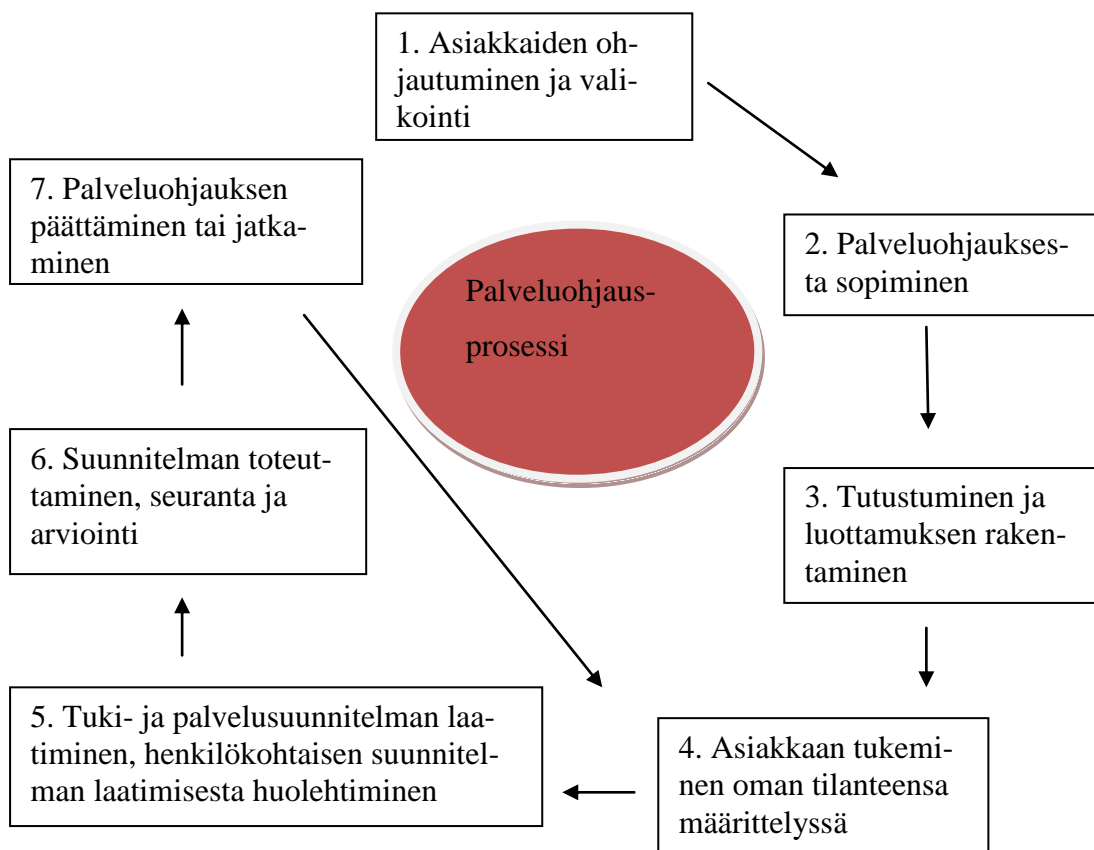 1. Asiakkaiden oh-
jautuminen ja vali-
kointi
2. Palveluohjaukses-
ta sopiminen
3. Tutustuminen ja
luottamuksen raken-
taminen
4. Asiakkaan tukemi-
nen oman tilanteensa
määrittelyssä
5. Tuki- ja palvelusuunnitelman laa-
timinen, henkilökohtaisen suunnitel-
man laatimisesta huolehtiminen
6. Suunnitelman toteut-
taminen, seuranta ja
arviointi
7. Palveluohjauksen
päättäminen tai jatka-
minen
Palveluohjaus-
prosessi